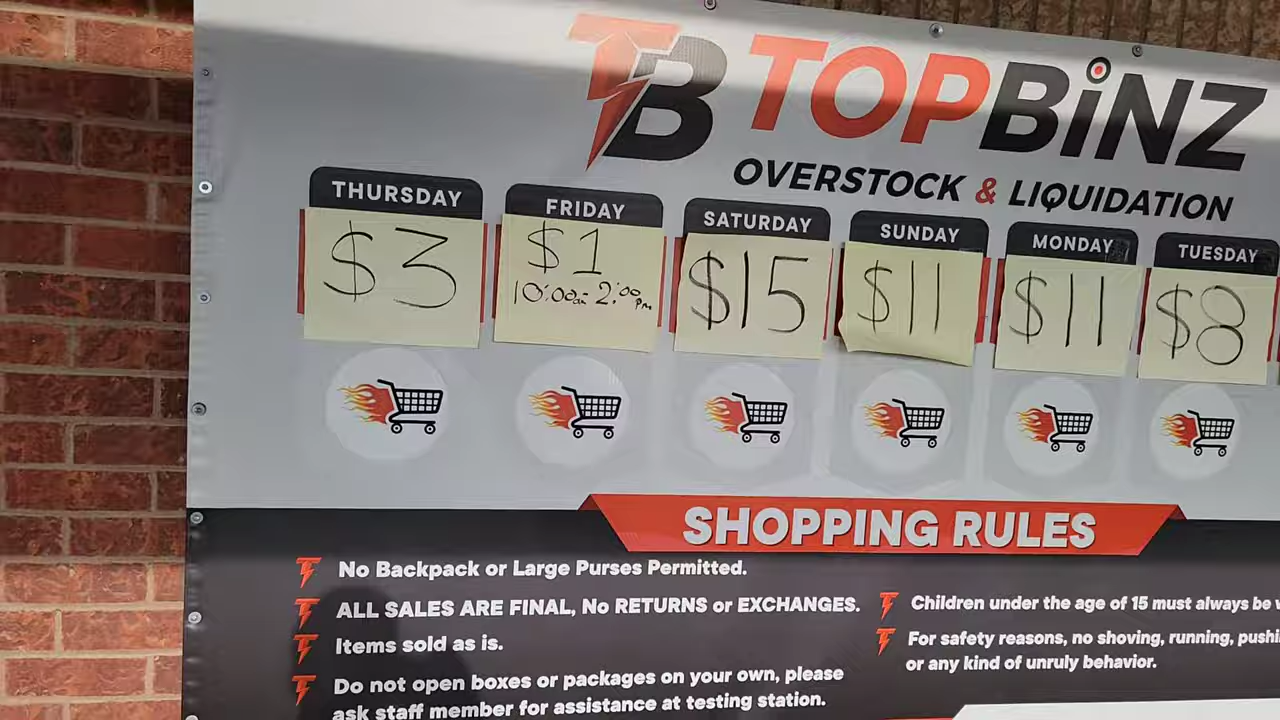 TB TOPBiNZ
OVERSTOCK & LIQUIDATION
THURSDAY
$3
FRIDAY
$1
10:00am-2:00pm
SATURDAY
$15
SUNDAY
$11
MONDAY
$11
TUESDAY
$8
SHOPPING RULES
No Backpack or Large Purses Permitted.
ALL SALES ARE FINAL, No RETURNS or EXCHANGES.
Items sold as is.
Do not open boxes or packages on your own, please
ask staff member for assistance at testing station.
Children under the age of 15 must always be
For safety reasons, no shoving, running,
or any kind of unruly behavior.